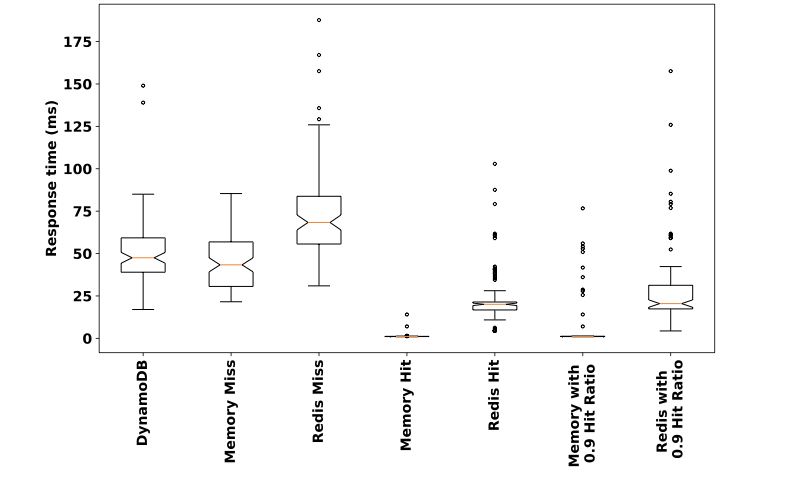 175
150
125
100
75
50
25
0
Response time (ms)
DynamoDB
Memory Miss
Redis Miss
Memory Hit
Redis Hit
Memory with
0.9 Hit Ratio
Redis with
0.9 Hit Ratio